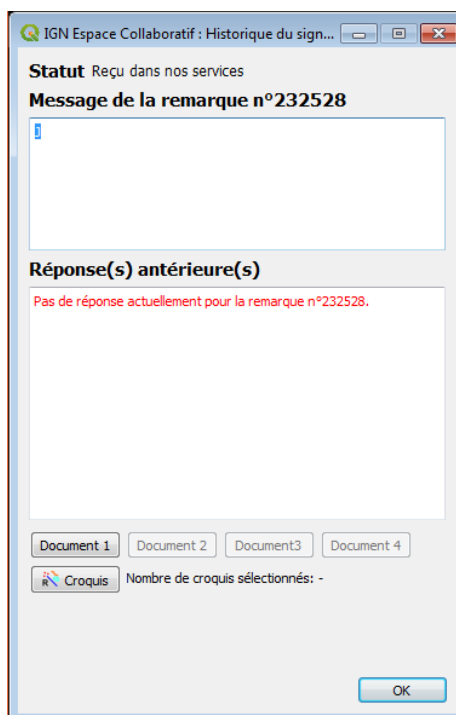 IGN Espace Collaboratif : Historique du sign...
Statut Reçu dans nos services
Message de la remarque n°232528
Réponse(s) antérieure(s)
Pas de réponse actuellement pour la remarque n°232528.
Document 1 Document 2 Document3 Document 4
Croquis Nombre de croquis sélectionnés: -
OK